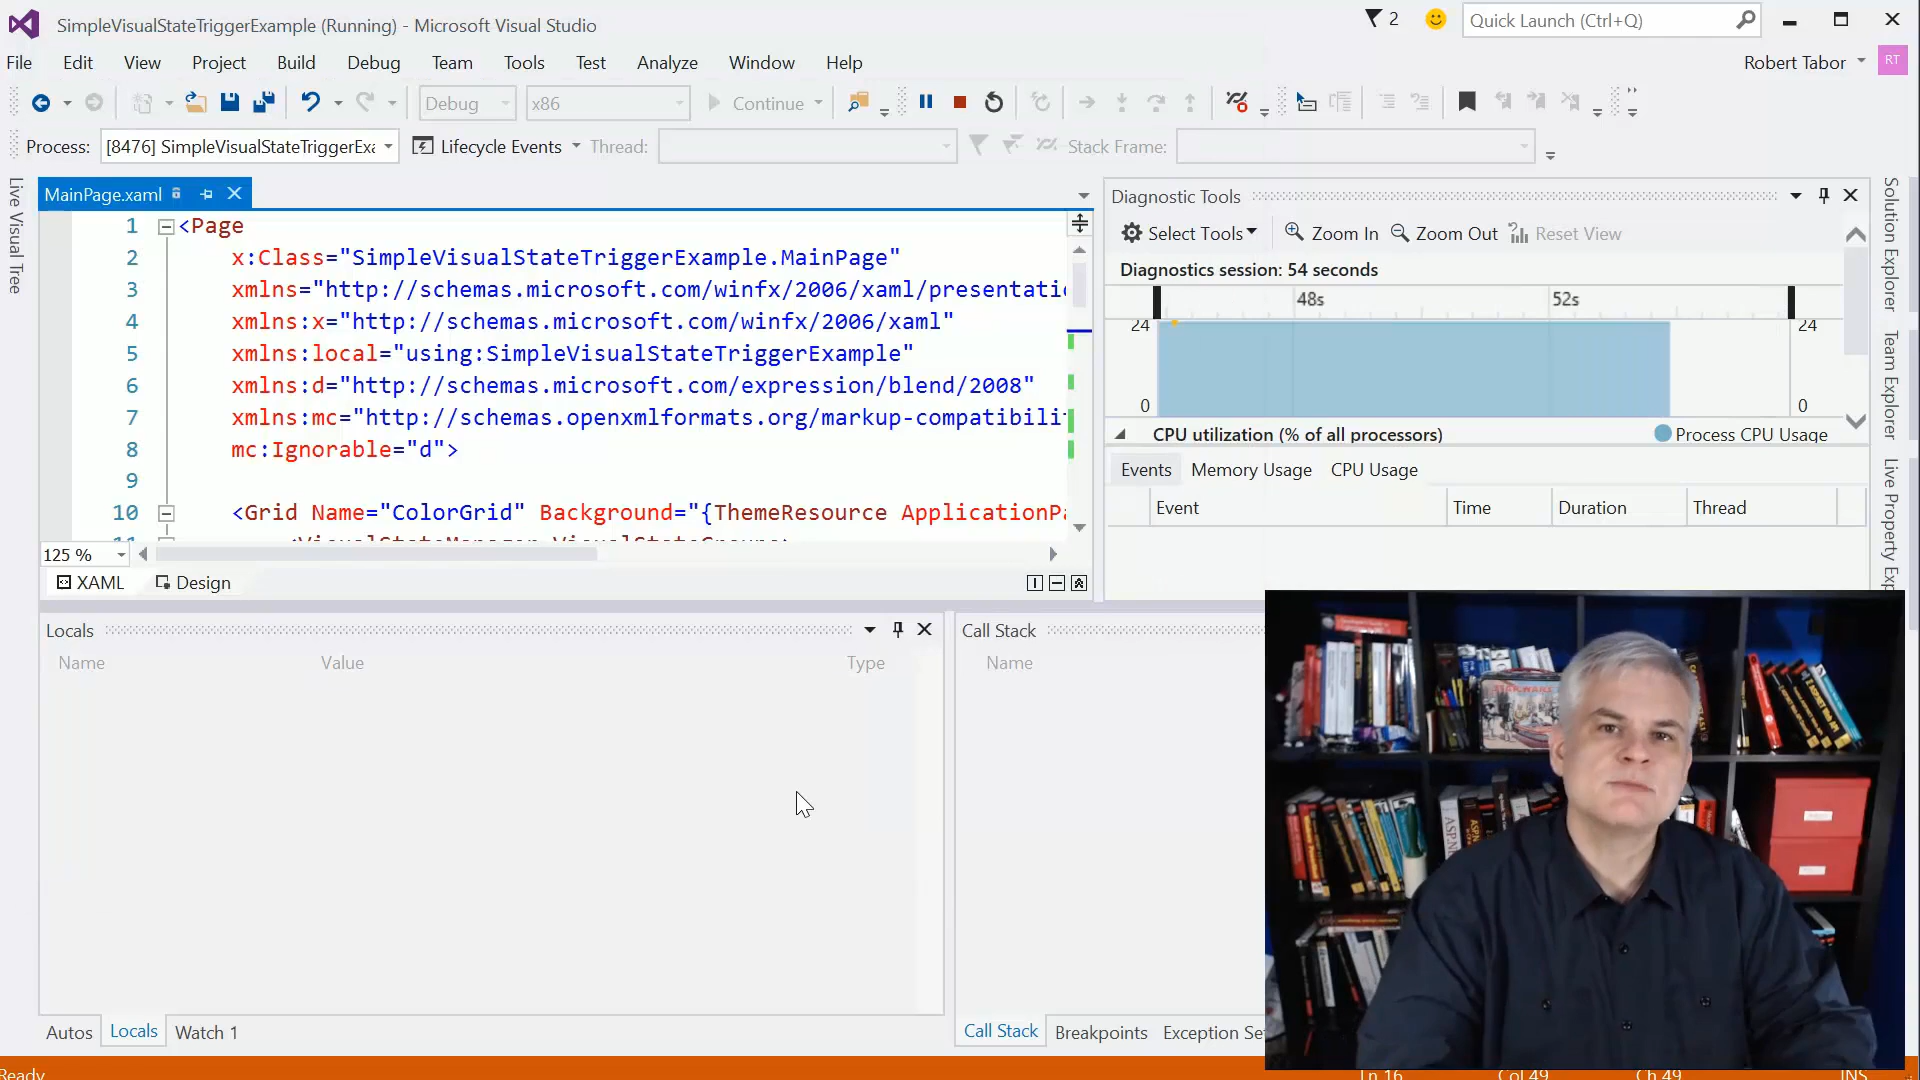 SimpleVisualStateTriggerExample (Running) - Microsoft Visual Studio
2
Quick Launch (Ctrl+Q)
File Edit View Project Build Debug Team Tools Test Analyze Window Help
Robert Tabor
RT
Debug x86 Continue
Process: [8476] SimpleVisualStateTriggerExa Lifecycle Events Thread: Stack Frame:
Live Visual Tree
MainPage.xaml
1 <Page
2 x:Class="SimpleVisualStateTriggerExample.MainPage"
3 xmlns="http://schemas.microsoft.com/winfx/2006/xaml/presentatio
4 xmlns:x="http://schemas.microsoft.com/winfx/2006/xaml"
5 xmlns:local="using:SimpleVisualStateTriggerExample"
6 xmlns:d="http://schemas.microsoft.com/expression/blend/2008"
7 xmlns:mc="http://schemas.openxmlformats.org/markup-compatibilit
8 mc:Ignorable="d">
9
10 <Grid Name="ColorGrid" Background="{ThemeResource ApplicationPa
11 <VisualStateManager.VisualStateGroups>
125 %
XAML Design
Diagnostic Tools
Select Tools Zoom In Zoom Out Reset View
Diagnostics session: 54 seconds
48s 52s
24 24
0 0
CPU utilization (% of all processors) Process CPU Usage
Events Memory Usage CPU Usage
Event Time Duration Thread
Solution Explorer
Team Explorer
Live Property Exp
Locals
Name Value Type
Autos Locals Watch 1
Call Stack
Name
Call Stack Breakpoints Exception Set
Ready
Ln 16 Col 49 Ch 49 INS